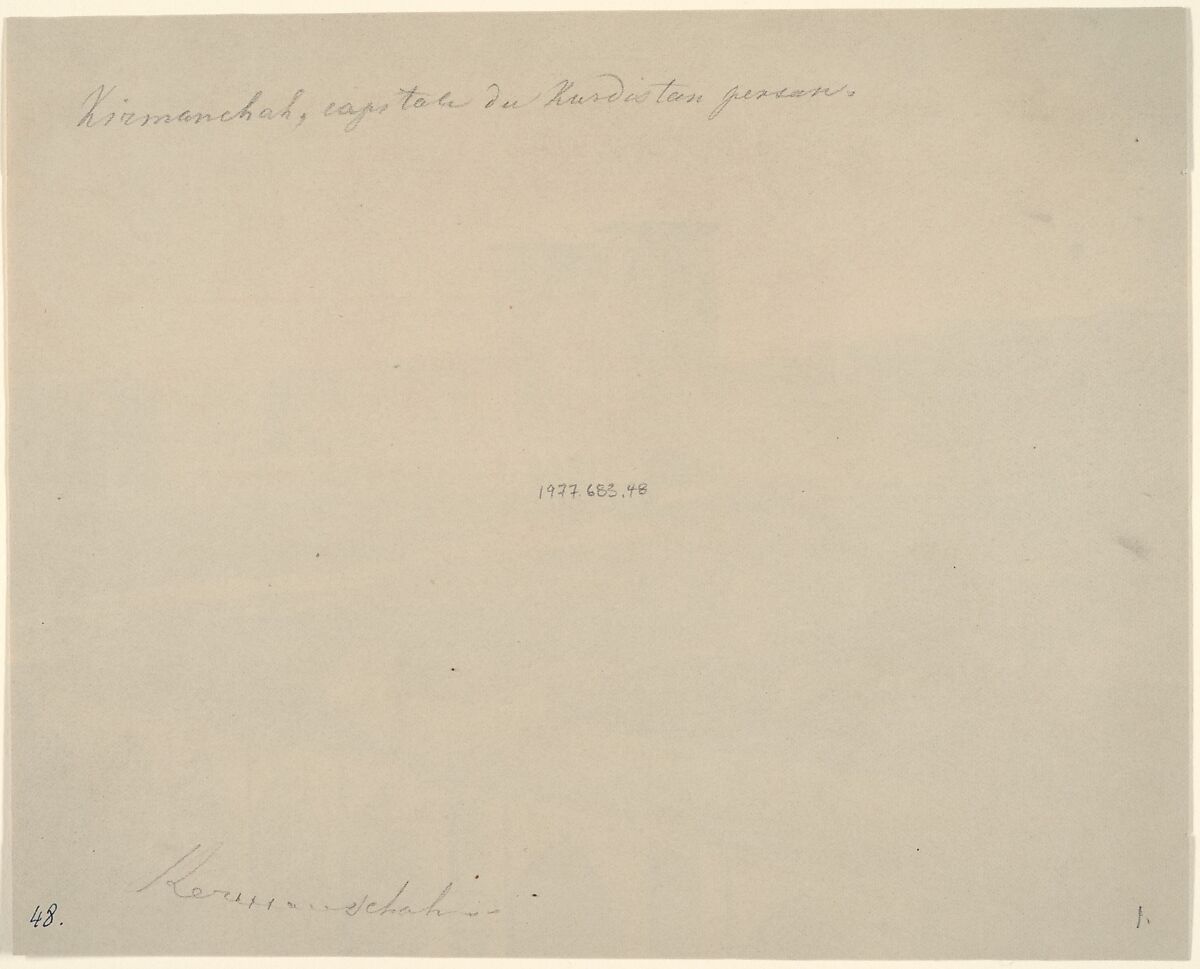 Kirmanchah, capitale du Kurdistan persan.
1977.683.48
Kermanschah
48.
1.